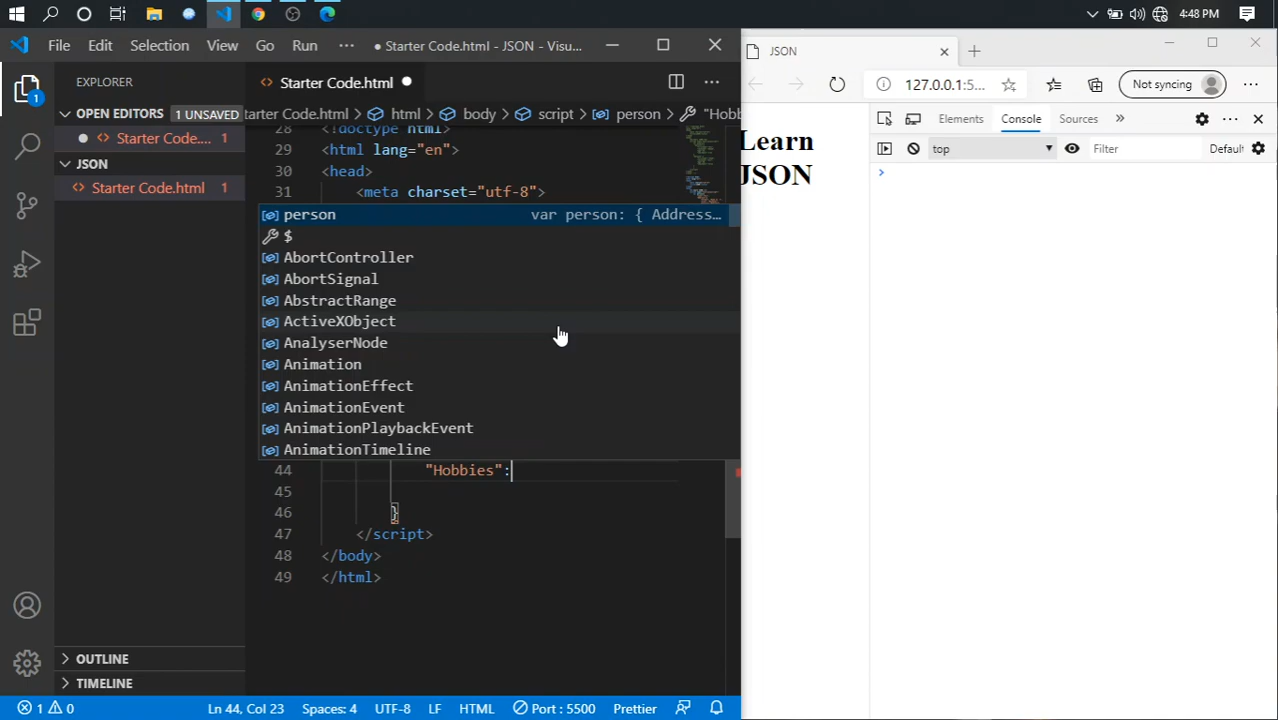 4:48 PM
File Edit Selection View Go Run ··· ● Starter Code.html - JSON - Visu...
EXPLORER
OPEN EDITORS 1 UNSAVED
Starter Code.... 1
JSON
Starter Code.html 1
OUTLINE
TIMELINE
Starter Code.html
tarter Code.html > html > body > script > person > "Hobb
28 <!doctype html>
29 <html lang="en">
30 <head>
31 <meta charset="utf-8">
person var person: { Address…
$
AbortController
AbortSignal
AbstractRange
ActiveXObject
AnalyserNode
Animation
AnimationEffect
AnimationEvent
AnimationPlaybackEvent
AnimationTimeline
44 "Hobbies":
45
46 }
47 </script>
48 </body>
49 </html>
1 0 Ln 44, Col 23 Spaces: 4 UTF-8 LF HTML Port : 5500 Prettier
JSON
127.0.0.1:5... Not syncing
Learn
JSON
Elements Console Sources »
top Filter Default